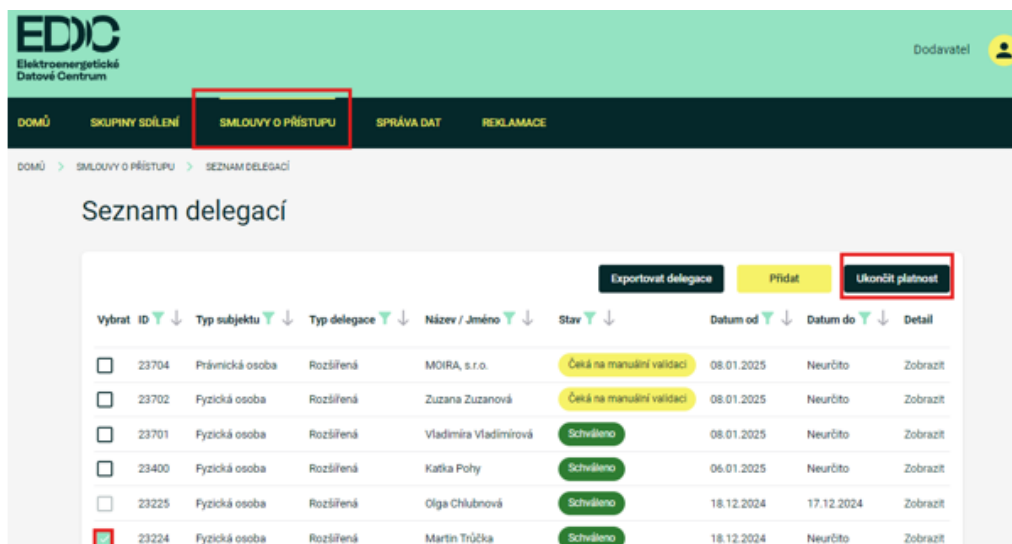 EDC
Elektroenergetické
Datové Centrum
Dodavatel
DOMŮ SKUPINY SDÍLENÍ SMLOUVY O PŘÍSTUPU SPRÁVA DAT REKLAMACE
DOMŮ > SMLOUVY O PŘÍSTUPU > SEZNAM DELEGACÍ
Seznam delegací
Exportovat delegace Přidat Ukončit platnost
Vybrat ID Typ subjektu Typ delegace Název / Jméno Stav Datum od Datum do Detail
23704 Právnická osoba Rozšířená MOIRA, s.r.o. Čeká na manuální validaci 08.01.2025 Neurčito Zobrazit
23702 Fyzická osoba Rozšířená Zuzana Zuzanová Čeká na manuální validaci 08.01.2025 Neurčito Zobrazit
23701 Fyzická osoba Rozšířená Vladimíra Vladimírová Schváleno 08.01.2025 Neurčito Zobrazit
23400 Fyzická osoba Rozšířená Katka Pohy Schváleno 06.01.2025 Neurčito Zobrazit
23225 Fyzická osoba Rozšířená Olga Chlubnová Schváleno 18.12.2024 17.12.2024 Zobrazit
23224 Fyzická osoba Rozšířená Martin Trůčka Schváleno 18.12.2024 Neurčito Zobrazit